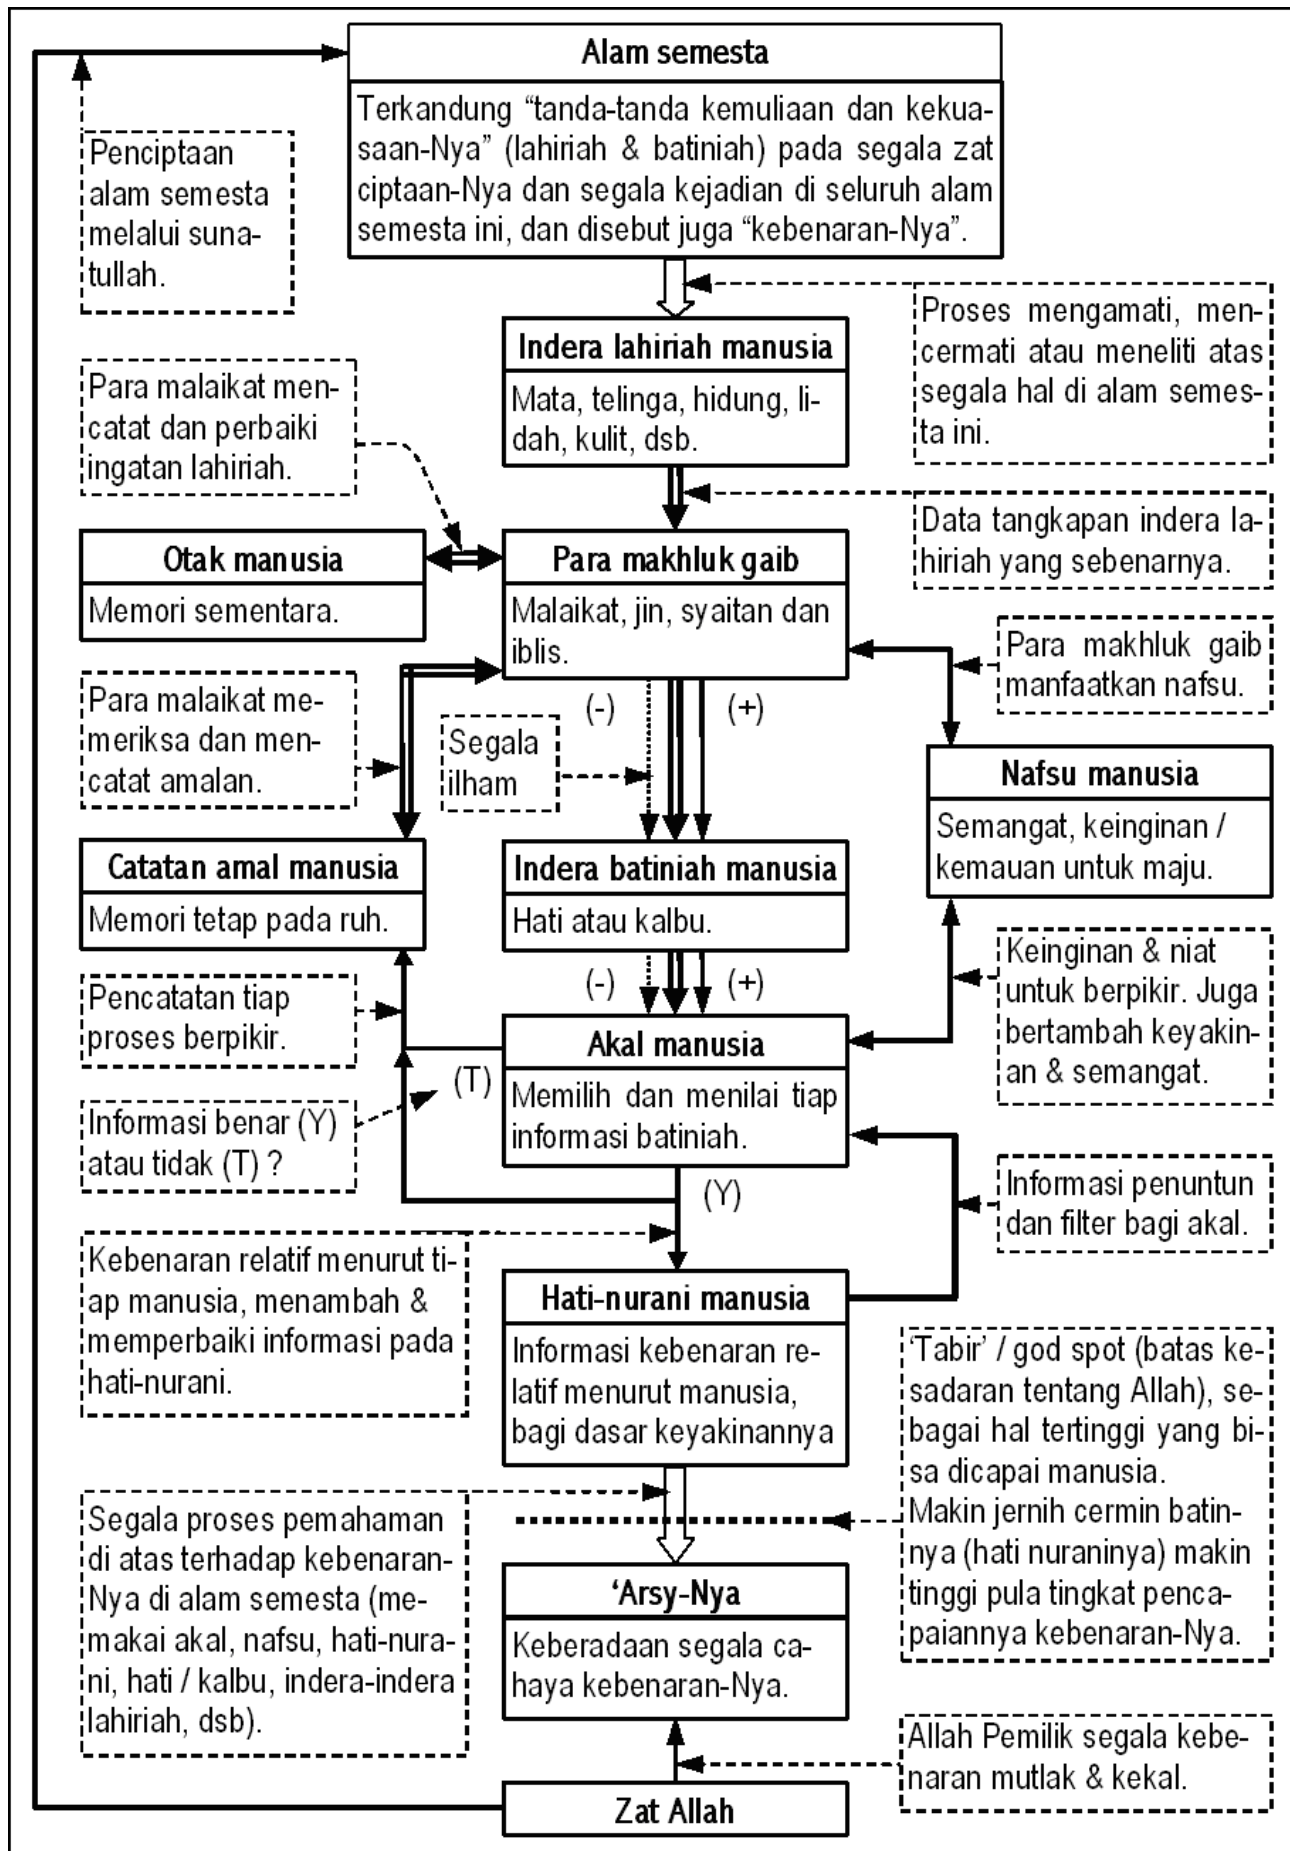 Alam semesta
Terkandung “tanda-tanda kemuliaan dan kekua-
saan-Nya” (lahiriah & batiniah) pada segala zat
ciptaan-Nya dan segala kejadian di seluruh alam
semesta ini, dan disebut juga “kebenaran-Nya”.
Penciptaan
alam semesta
melalui suna-
tullah.
Proses mengamati, men-
cermati atau meneliti atas
segala hal di alam semes-
ta ini.
Indera lahiriah manusia
Mata, telinga, hidung, li-
dah, kulit, dsb.
Para malaikat men-
catat dan perbaiki
ingatan lahiriah.
Data tangkapan indera la-
hiriah yang sebenarnya.
Otak manusia
Memori sementara.
Para makhluk gaib
Malaikat, jin, syaitan dan
iblis.
Para makhluk gaib
manfaatkan nafsu.
Para malaikat me-
meriksa dan men-
catat amalan.
(-)
(+)
Segala
ilham
Nafsu manusia
Semangat, keinginan /
kemauan untuk maju.
Catatan amal manusia
Memori tetap pada ruh.
Indera batiniah manusia
Hati atau kalbu.
Keinginan & niat
untuk berpikir. Juga
bertambah keyakin-
an & semangat.
Pencatatan tiap
proses berpikir.
(-)
(+)
Akal manusia
Memilih dan menilai tiap
informasi batiniah.
(T)
Informasi benar (Y)
atau tidak (T) ?
(Y)
Informasi penuntun
dan filter bagi akal.
Kebenaran relatif menurut ti-
ap manusia, menambah &
memperbaiki informasi pada
hati-nurani.
Hati-nurani manusia
Informasi kebenaran re-
latif menurut manusia,
bagi dasar keyakinannya
‘Tabir’ / god spot (batas ke-
sadaran tentang Allah), se-
bagai hal tertinggi yang bi-
sa dicapai manusia.
Makin jernih cermin batin-
nya (hati nuraninya) makin
tinggi pula tingkat penca-
paiannya kebenaran-Nya.
Segala proses pemahaman
di atas terhadap kebenaran-
Nya di alam semesta (me-
makai akal, nafsu, hati-nura-
ni, hati / kalbu, indera-indera
lahiriah, dsb).
‘Arsy-Nya
Keberadaan segala ca-
haya kebenaran-Nya.
Allah Pemilik segala kebe-
naran mutlak & kekal.
Zat Allah